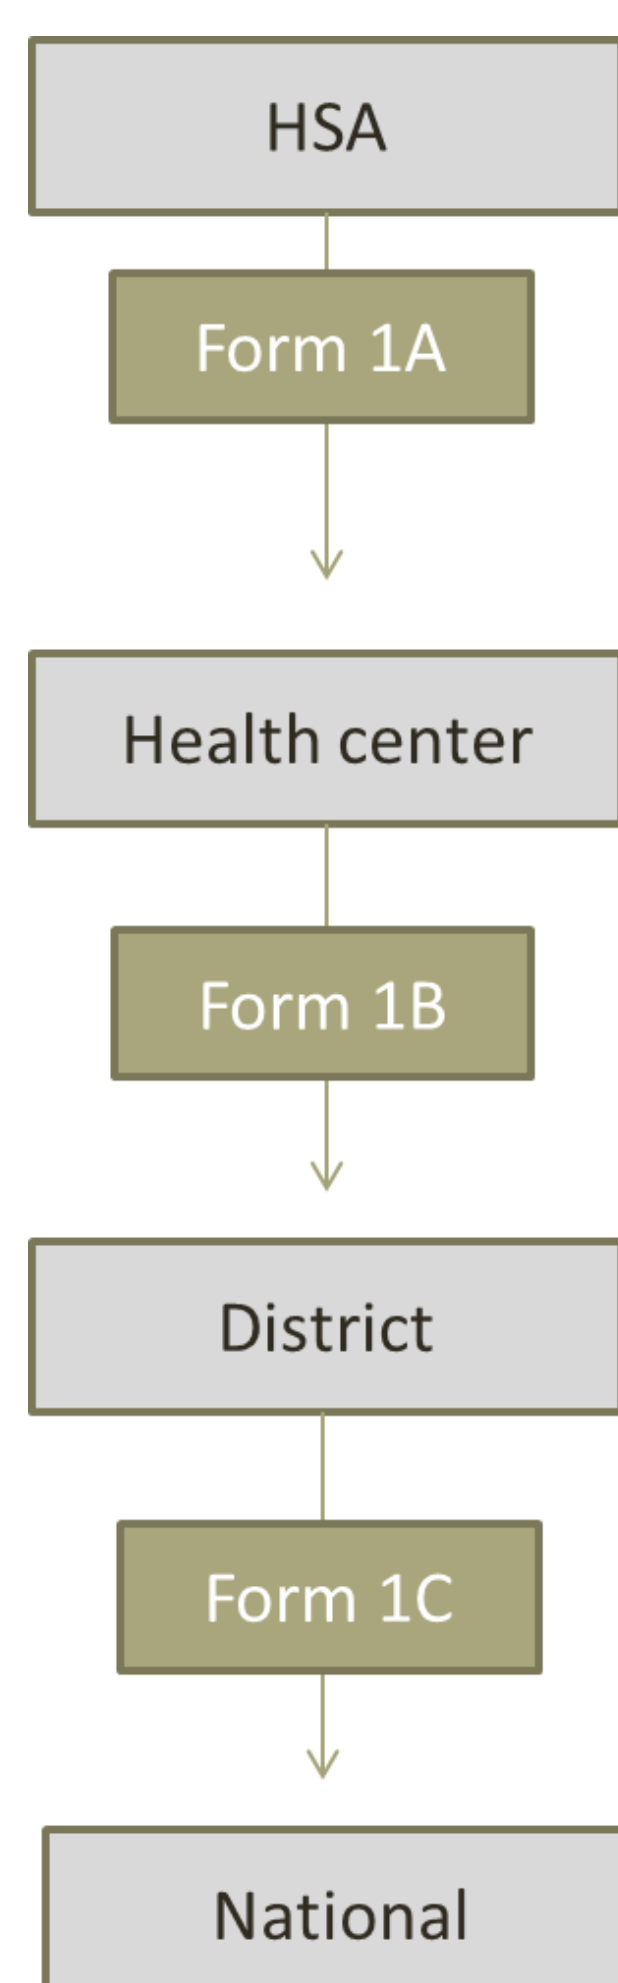 HSA
Form 1A
Health center
Form 1B
District
Form 1C
National